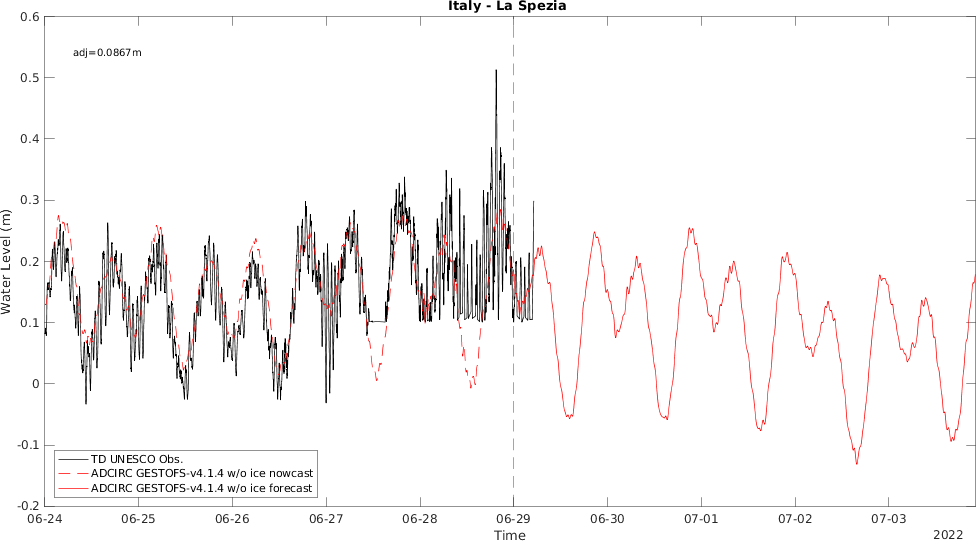 Italy - La Spezia
adj=0.0867m
Water Level (m)
0.6
0.5
0.4
0.3
0.2
0.1
0
-0.1
-0.2
TD UNESCO Obs.
ADCIRC GESTOFS-v4.1.4 w/o ice nowcast
ADCIRC GESTOFS-v4.1.4 w/o ice forecast
06-24 06-25 06-26 06-27 06-28 06-29 06-30 07-01 07-02 07-03
Time
2022